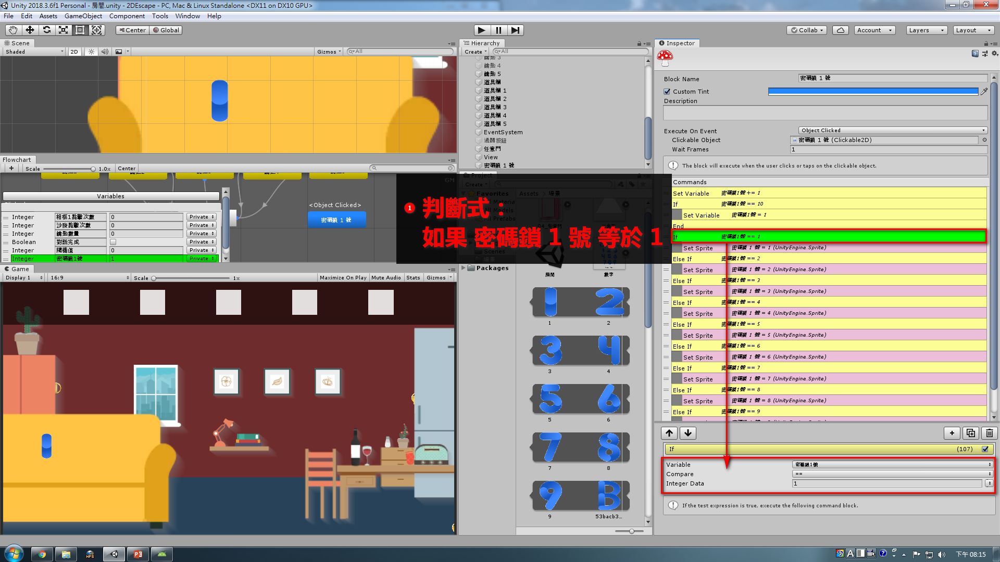 Unity 2018.3.6f1 Personal - 房間.unity - 2DEscape - PC, Mac & Linux Standalone <DX11 on DX10 GPU>
File Edit Assets GameObject Component Tools Window Help
Center Global
Collab Account Layers Layout
Scene
Shaded 2D Gizmos All
Flowchart
Scale 1.0x Center
GM
Variables
Integer 相框1點擊次數 0 Private
Integer 沙發點擊次數 0 Private
Integer 鑰匙數量 0 Private
Boolean 對話完成 Private
Integer 隨機值 0 Private
Integer 密碼鎖1號 1 Private
<Object Clicked>
密碼鎖 1 號
Game
Display 1 16:9 Scale 1x Maximize On Play Mute Audio Stats Gizmos
Hierarchy
Create All
鑰匙 3
鑰匙 4
鑰匙 5
道具欄
道具欄 1
道具欄 2
道具欄 3
道具欄 4
道具欄 5
EventSystem
過關按鈕
任意門
View
密碼鎖 1 號
Project
Create
Favorites
Assets 場景
All Models
All Prefabs
Scenes
場景
Packages
房間 數字
1 2
3 4
5 6
7 8
9 53bacb3...
1 判斷式：
如果 密碼鎖 1 號 等於 1
Inspector
Block Name 密碼鎖 1 號
Custom Tint
Description
Execute On Event Object Clicked
Clickable Object 密碼鎖 1 號 (Clickable2D)
Wait Frames 1
The block will execute when the user clicks or taps on the clickable object.
Commands
Set Variable 密碼鎖1號 += 1
If 密碼鎖1號 == 10
Set Variable 密碼鎖1號 = 1
End
If 密碼鎖1號 == 1
Set Sprite 密碼鎖 1 號 = 1 (UnityEngine.Sprite)
Else If 密碼鎖1號 == 2
Set Sprite 密碼鎖 1 號 = 2 (UnityEngine.Sprite)
Else If 密碼鎖1號 == 3
Set Sprite 密碼鎖 1 號 = 3 (UnityEngine.Sprite)
Else If 密碼鎖1號 == 4
Set Sprite 密碼鎖 1 號 = 4 (UnityEngine.Sprite)
Else If 密碼鎖1號 == 5
Set Sprite 密碼鎖 1 號 = 5 (UnityEngine.Sprite)
Else If 密碼鎖1號 == 6
Set Sprite 密碼鎖 1 號 = 6 (UnityEngine.Sprite)
Else If 密碼鎖1號 == 7
Set Sprite 密碼鎖 1 號 = 7 (UnityEngine.Sprite)
Else If 密碼鎖1號 == 8
Set Sprite 密碼鎖 1 號 = 8 (UnityEngine.Sprite)
Else If 密碼鎖1號 == 9
If (107)
Variable 密碼鎖1號
Compare ==
Integer Data 1
If the test expression is true, execute the following command block.
HFS
下午 08:15